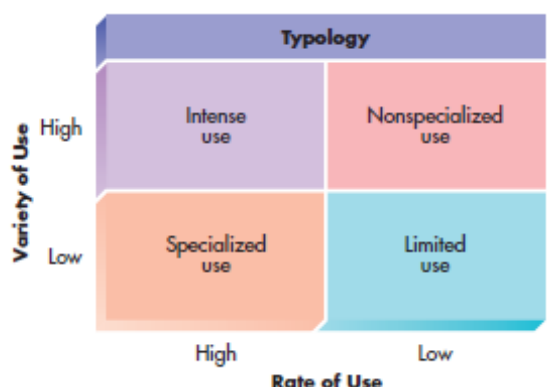 Typology
Variety of Use
High
Intense
use
Nonspecialized
use
Low
Specialized
use
Limited
use
High
Low
Rate of Use